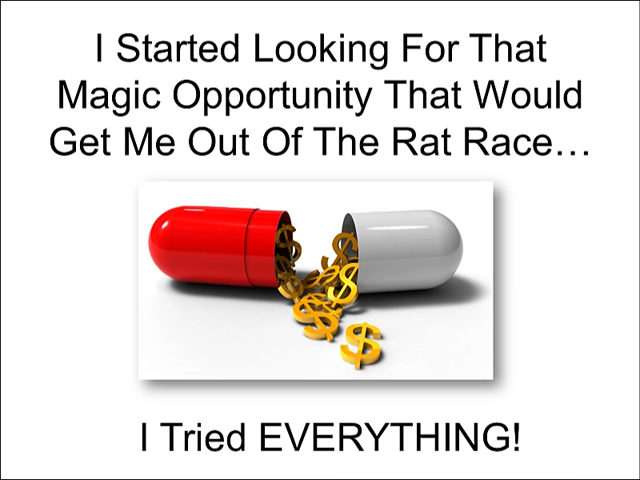 I Started Looking For That
Magic Opportunity That Would
Get Me Out Of The Rat Race…
I Tried EVERYTHING!